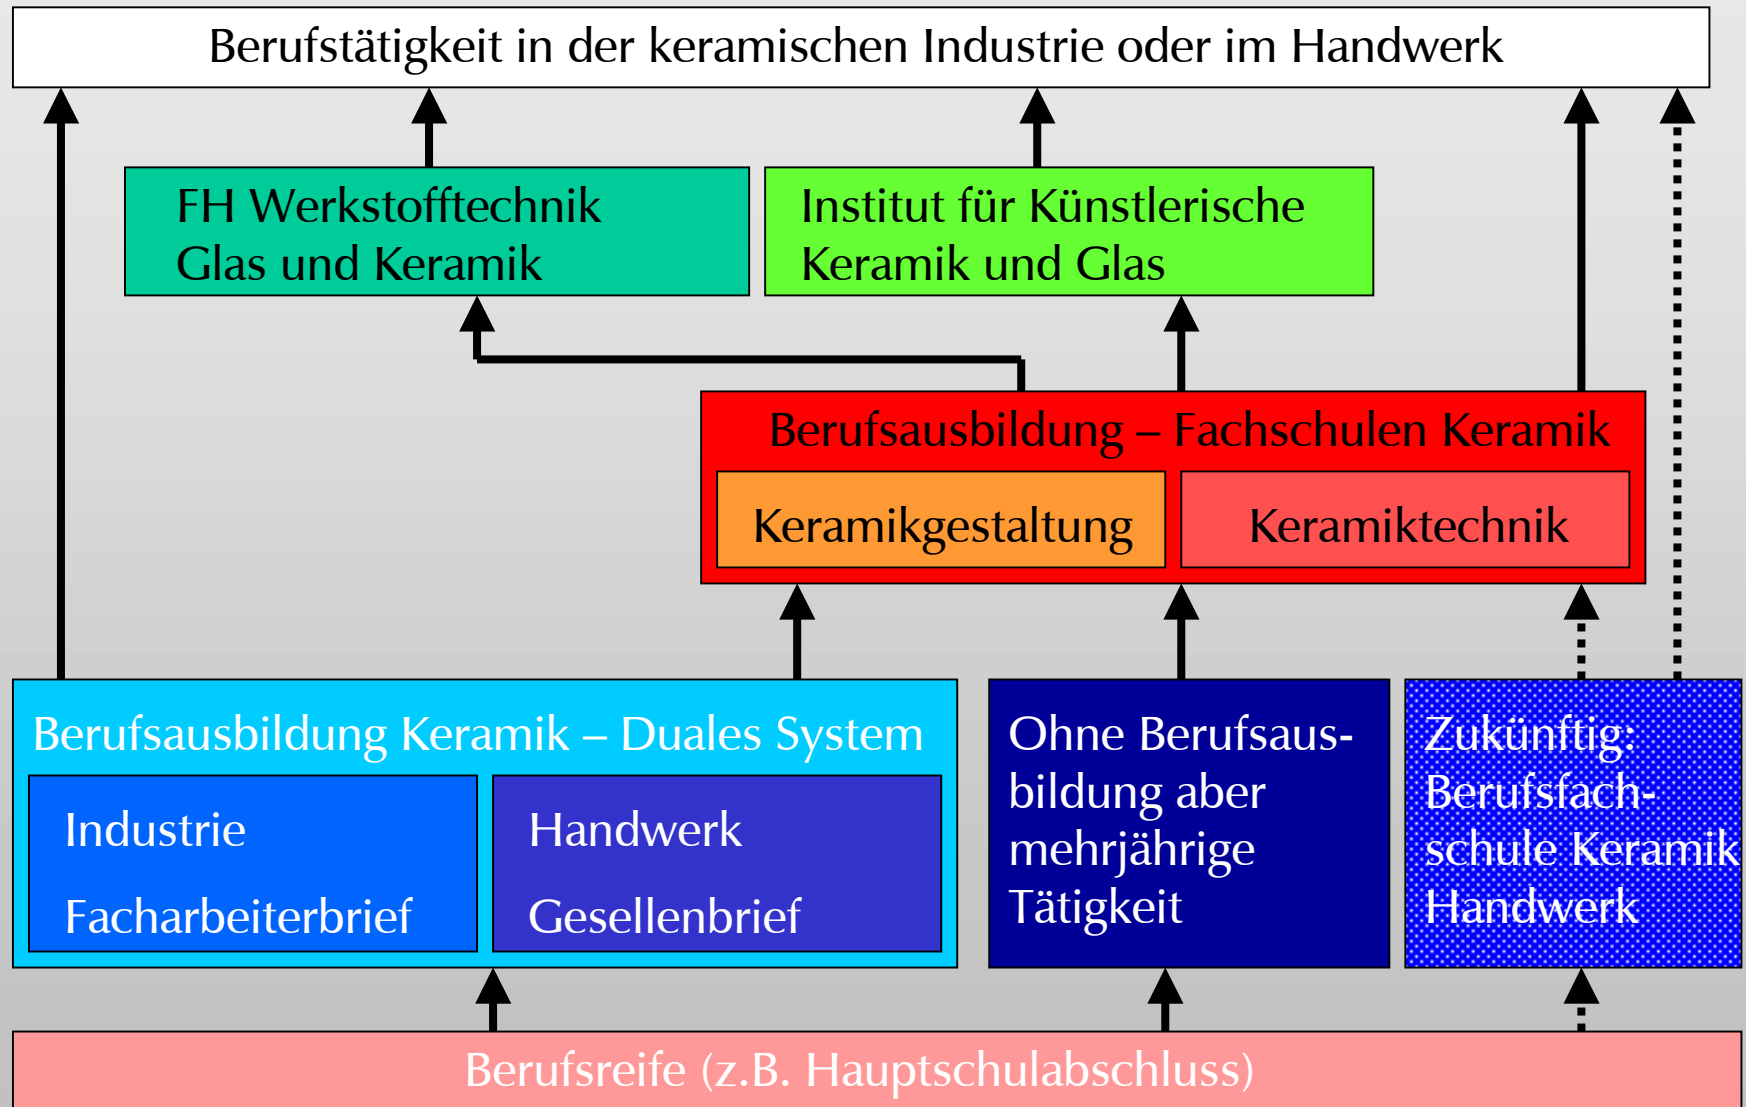 Berufstätigkeit in der keramischen Industrie oder im Handwerk
FH Werkstofftechnik
Glas und Keramik
Institut für Künstlerische
Keramik und Glas
Berufsausbildung – Fachschulen Keramik
Keramikgestaltung
Keramiktechnik
Berufsausbildung Keramik – Duales System
Industrie
Facharbeiterbrief
Handwerk
Gesellenbrief
Ohne Berufsaus-
bildung aber
mehrjährige
Tätigkeit
Zukünftig:
Berufsfach-
schule Keramik
Handwerk
Berufsreife (z.B. Hauptschulabschluss)